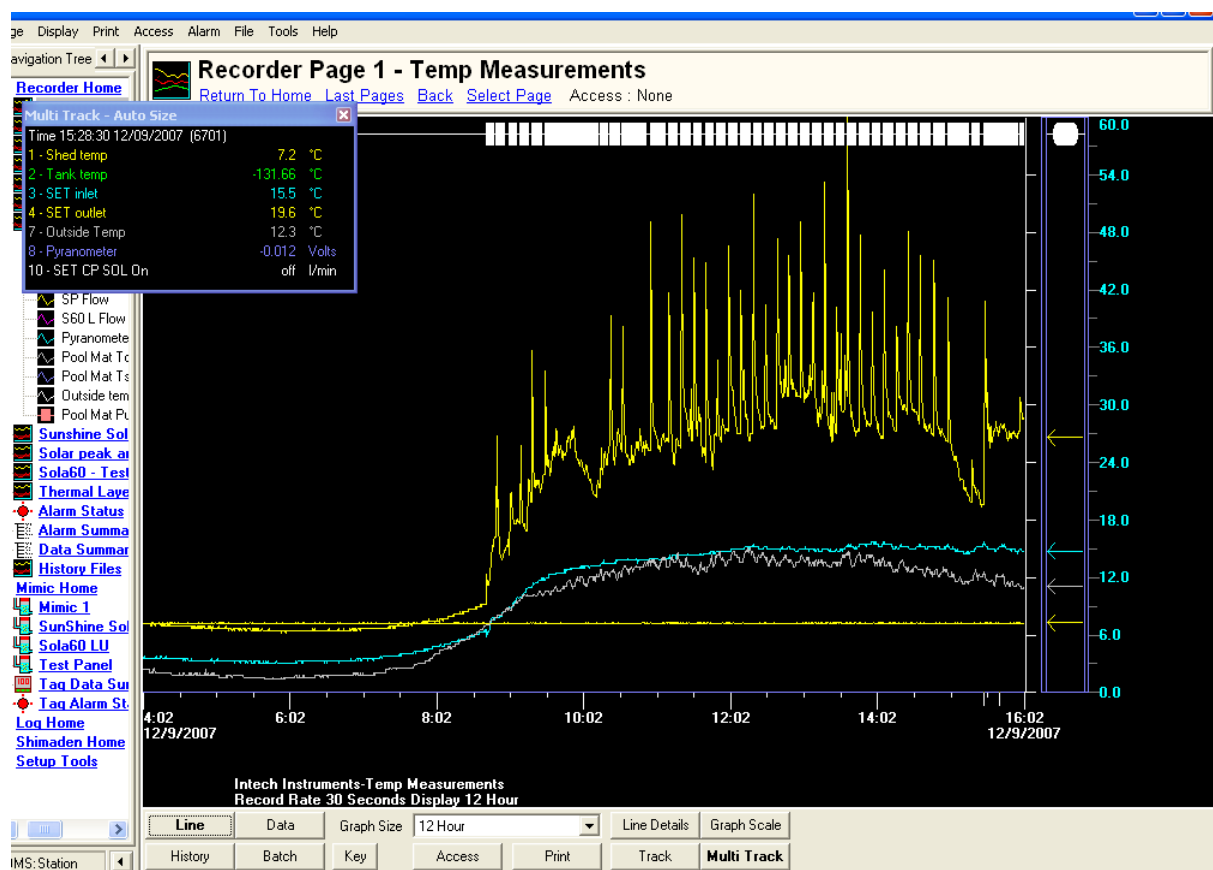 ge Display Print Access Alarm File Tools Help
avigation Tree
Recorder Home
Recorder Page 1 - Temp Measurements
Return To Home Last Pages Back Select Page Access : None
Multi Track - Auto Size
Time 15:28:30 12/09/2007 (6701)
1 - Shed temp 7.2 °C
2 - Tank temp -131.66 °C
3 - SET inlet 15.5 °C
4 - SET outlet 19.6 °C
7 - Outside Temp 12.3 °C
8 - Pyranometer -0.012 Volts
10 - SET CP SOL On off l/min
SP Flow
S60 L Flow
Pyranomete
Pool Mat Tc
Pool Mat Ts
Outside tem
Pool Mat Pu
Sunshine Sol
Solar peak a
Sola60 - Test
Thermal Laye
Alarm Status
Alarm Summa
Data Summar
History Files
Mimic Home
Mimic 1
SunShine Sol
Sola60 LU
Test Panel
Tag Data Su
Tag Alarm St
Log Home
Shimaden Home
Setup Tools
60.0
54.0
48.0
42.0
36.0
30.0
24.0
18.0
12.0
6.0
0.0
4:02 6:02 8:02 10:02 12:02 14:02 16:02
12/9/2007 12/9/2007
Intech Instruments-Temp Measurements
Record Rate 30 Seconds Display 12 Hour
Line Data Graph Size 12 Hour Line Details Graph Scale
History Batch Key Access Print Track Multi Track
MS: Station